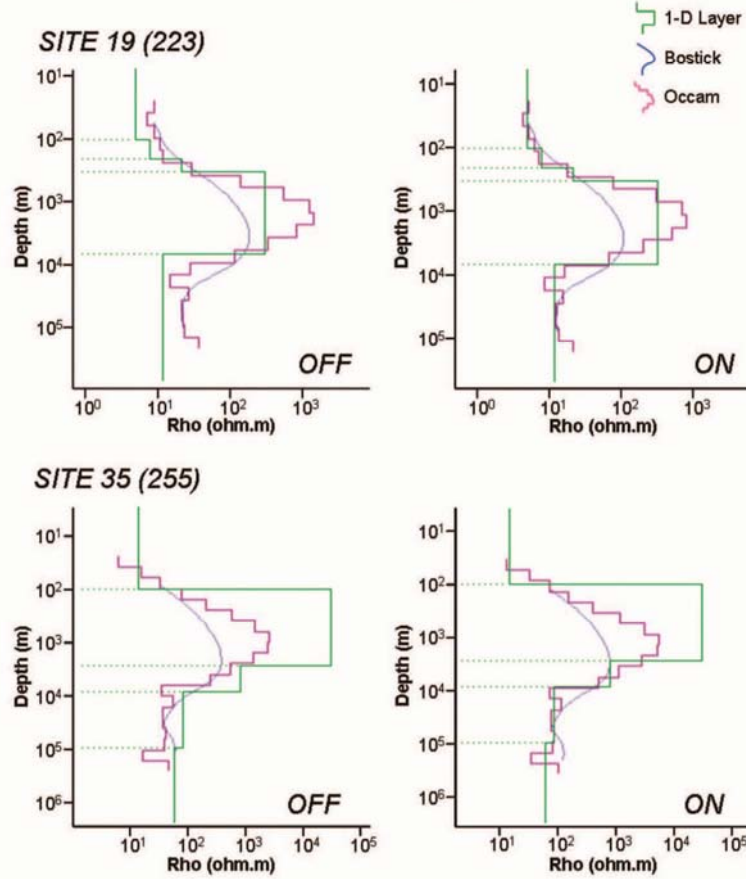 SITE 19 (223)
1-D Layer
Bostick
Occam
Depth (m)
10¹
10²
10³
10⁴
10⁵
OFF
10⁰ 10¹ 10² 10³
Rho (ohm.m)
Depth (m)
10¹
10²
10³
10⁴
10⁵
ON
10⁰ 10¹ 10² 10³
Rho (ohm.m)
SITE 35 (255)
Depth (m)
10¹
10²
10³
10⁴
10⁵
10⁶
OFF
10¹ 10² 10³ 10⁴ 10⁵
Rho (ohm.m)
Depth (m)
10¹
10²
10³
10⁴
10⁵
10⁶
ON
10¹ 10² 10³ 10⁴ 10⁵
Rho (ohm.m)